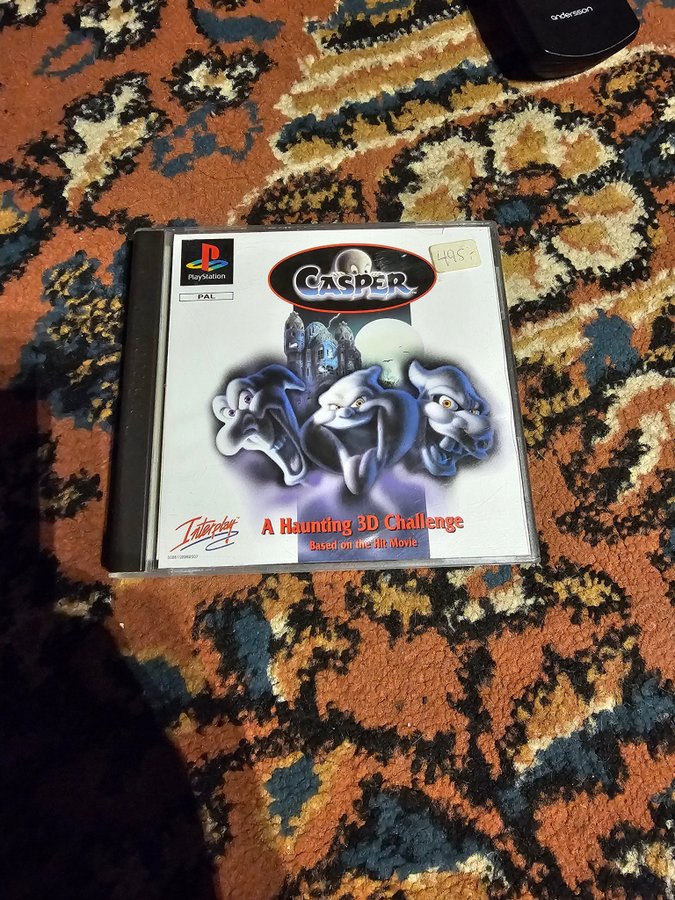 andersson
PlayStation
PAL
CASPER
495.-
A Haunting 3D Challenge
Based on the Hit Movie
Interplay